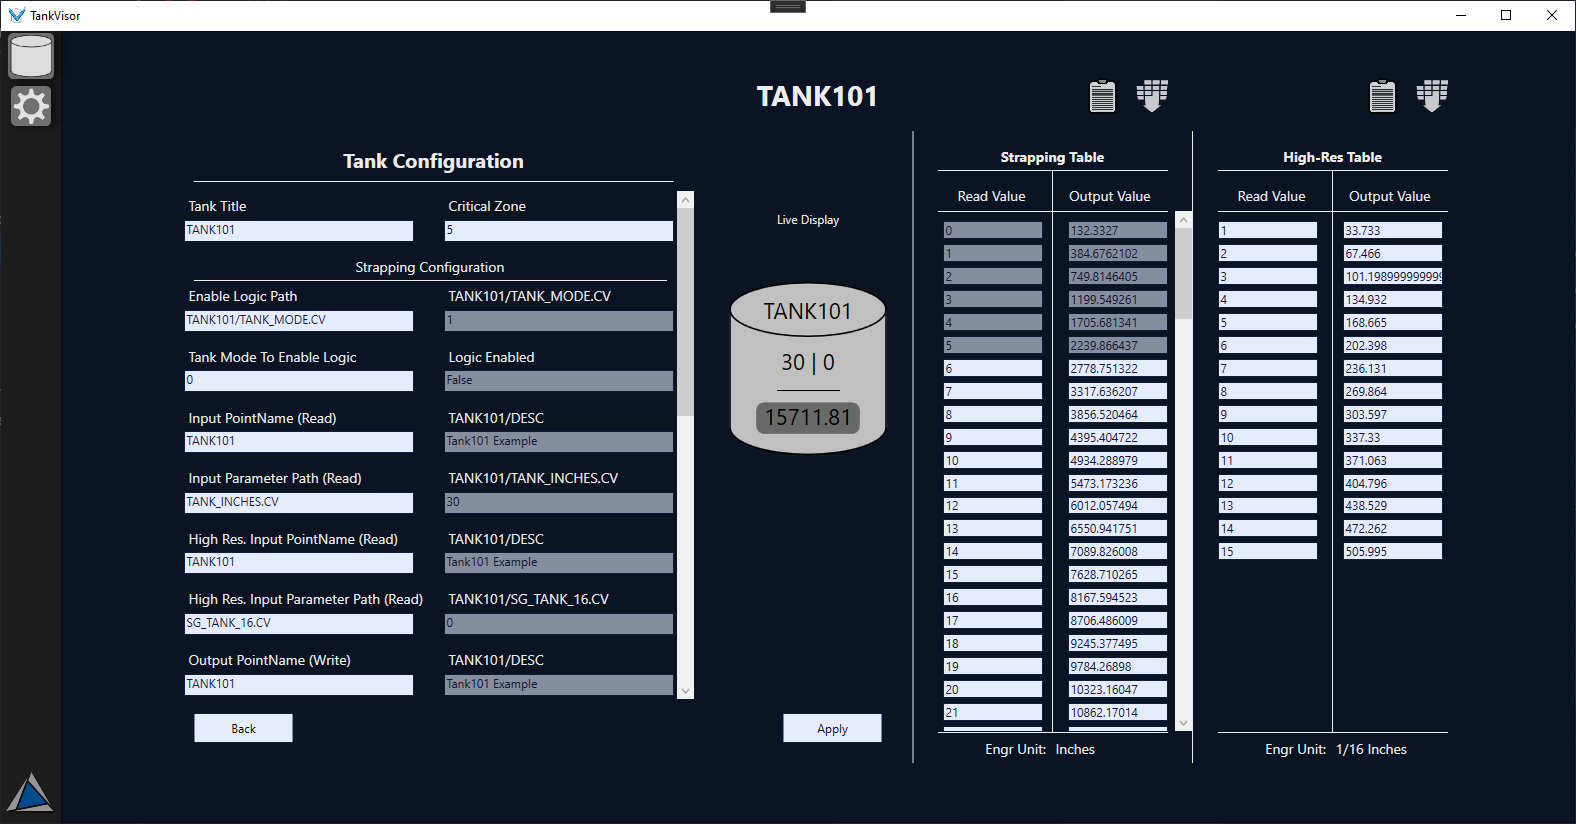 TankVisor
TANK101
Tank Configuration
Tank Title
Critical Zone
TANK101
5
Strapping Configuration
Enable Logic Path
TANK101/TANK_MODE.CV
TANK101/TANK_MODE.CV
1
Tank Mode To Enable Logic
Logic Enabled
0
False
Input PointName (Read)
TANK101/DESC
TANK101
Tank101 Example
Input Parameter Path (Read)
TANK101/TANK_INCHES.CV
TANK_INCHES.CV
30
High Res. Input PointName (Read)
TANK101/DESC
TANK101
Tank101 Example
High Res. Input Parameter Path (Read)
TANK101/SG_TANK_16.CV
SG_TANK_16.CV
0
Output PointName (Write)
TANK101/DESC
TANK101
Tank101 Example
Back
Live Display
TANK101
30 | 0
15711.81
Apply
Strapping Table
Read Value Output Value
0 132.3327
1 384.6762102
2 749.8146405
3 1199.549261
4 1705.681341
5 2239.866437
6 2778.751322
7 3317.636207
8 3856.520464
9 4395.404722
10 4934.288979
11 5473.173236
12 6012.057494
13 6550.941751
14 7089.826008
15 7628.710265
16 8167.594523
17 8706.486009
18 9245.377495
19 9784.26898
20 10323.16047
21 10862.17014
Engr Unit: Inches
High-Res Table
Read Value Output Value
1 33.733
2 67.466
3 101.198999999999
4 134.932
5 168.665
6 202.398
7 236.131
8 269.864
9 303.597
10 337.33
11 371.063
12 404.796
13 438.529
14 472.262
15 505.995
Engr Unit: 1/16 Inches